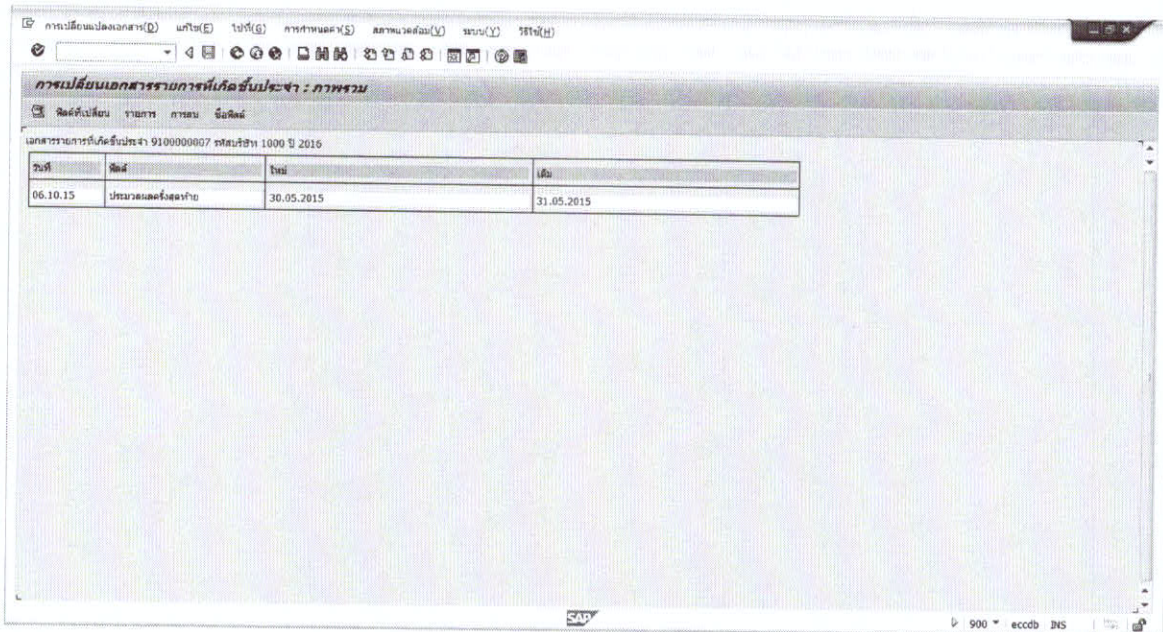 การเปลี่ยนแปลงเอกสาร(D) แก้ไข(E) ไปที่(G) การกำหนดค่า(S) สภาพแวดล้อม(V) ระบบ(Y) วิธีใช้(H)
การเปลี่ยนเอกสารรายการที่เกิดขึ้นประจำ : ภาพรวม
ฟิลด์ที่เปลี่ยน รายการ การลบ ชื่อฟิลด์
เอกสารรายการที่เกิดขึ้นประจำ 9100000007 รหัสบริษัท 1000 ปี 2016
วันที่ ฟิลด์ ใหม่ เดิม
06.10.15 ประมวลผลครั้งสุดท้าย 30.05.2015 31.05.2015
SAP
900 eccdb INS